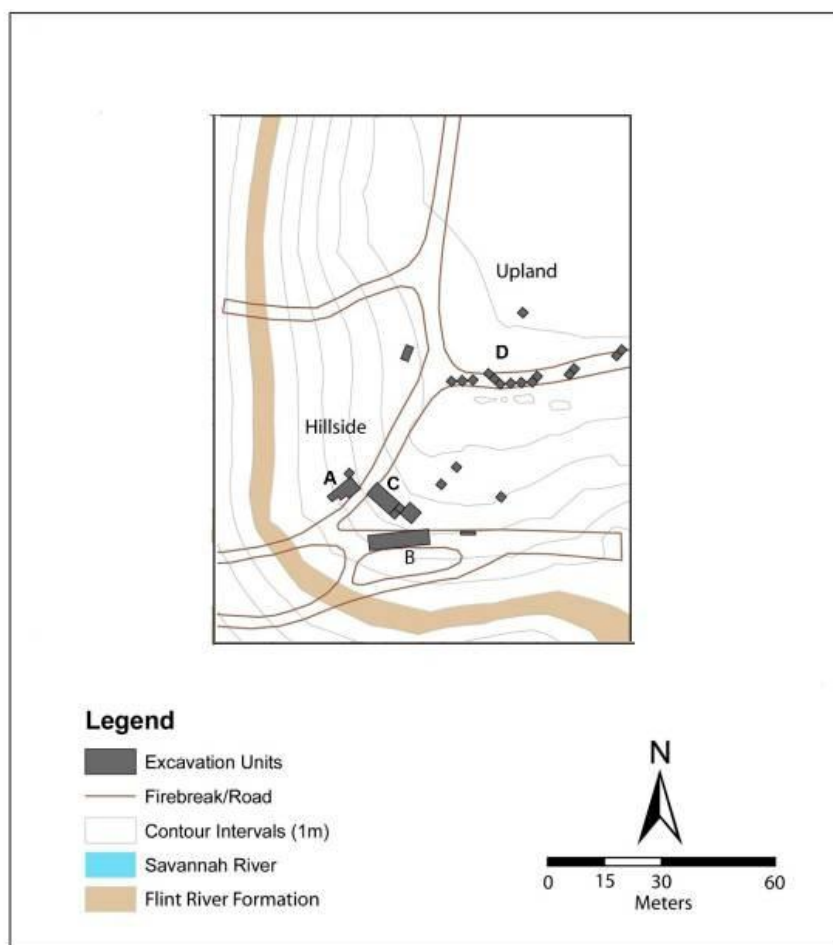 Upland
D
Hillside
A
C
B
Legend
Excavation Units
Firebreak/Road
Contour Intervals (1m)
Savannah River
Flint River Formation
N
0 15 30 60
Meters